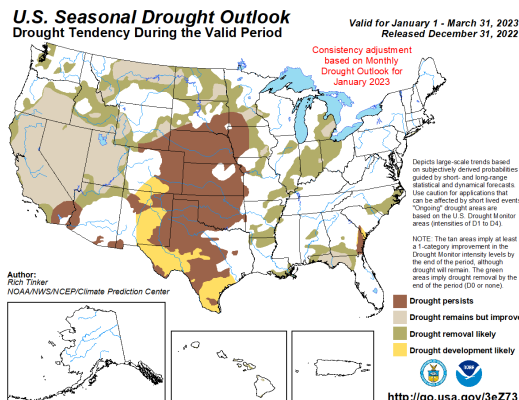 U.S. Seasonal Drought Outlook
Drought Tendency During the Valid Period
Valid for January 1 - March 31, 2023
Released December 31, 2022
Consistency adjustment
based on Monthly
Drought Outlook for
January 2023
Depicts large-scale trends based
on subjectively derived probabilities
guided by short- and long-range
statistical and dynamical forecasts.
Use caution for applications that
can be affected by short lived events
"Ongoing" drought areas are
based on the U.S. Drought Monitor
areas (intensities of D1 to D4).
NOTE: The tan areas imply at least
a 1-category improvement in the
Drought Monitor intensity levels by
the end of the period, although
drought will remain. The green
areas imply drought removal by the
end of the period (D0 or none).
Author:
Rich Tinker
NOAA/NWS/NCEP/Climate Prediction Center
Drought persists
Drought remains but improve
Drought removal likely
Drought development likely
http://go.usa.gov/3eZ73